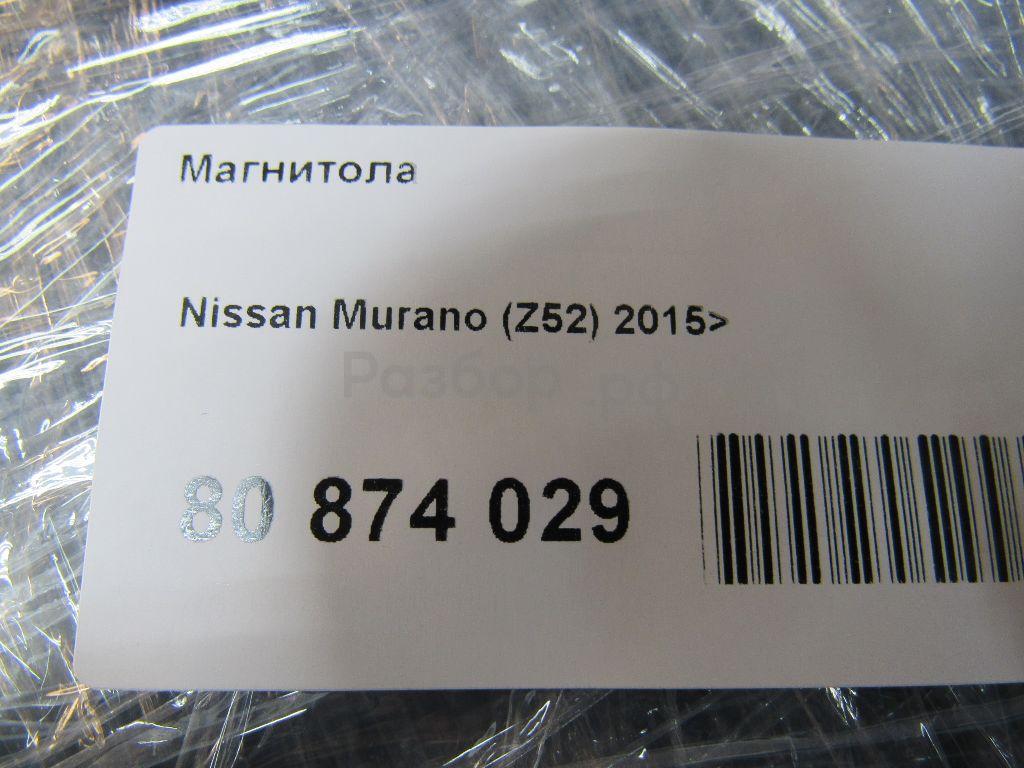 Магнитола
Nissan Murano (Z52) 2015>
Разбор.рф
80 874 029